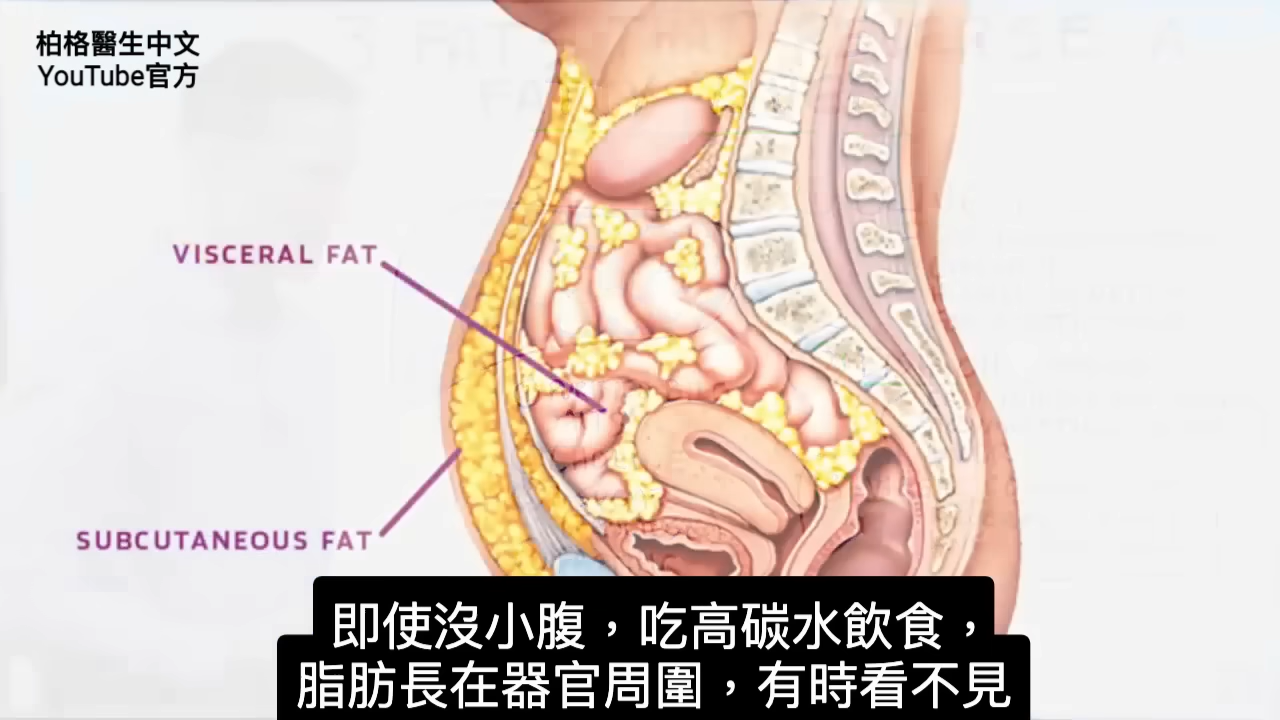 柏格醫生中文
YouTube官方
VISCERAL FAT
SUBCUTANEOUS FAT
即使沒小腹，吃高碳水飲食，
脂肪長在器官周圍，有時看不見